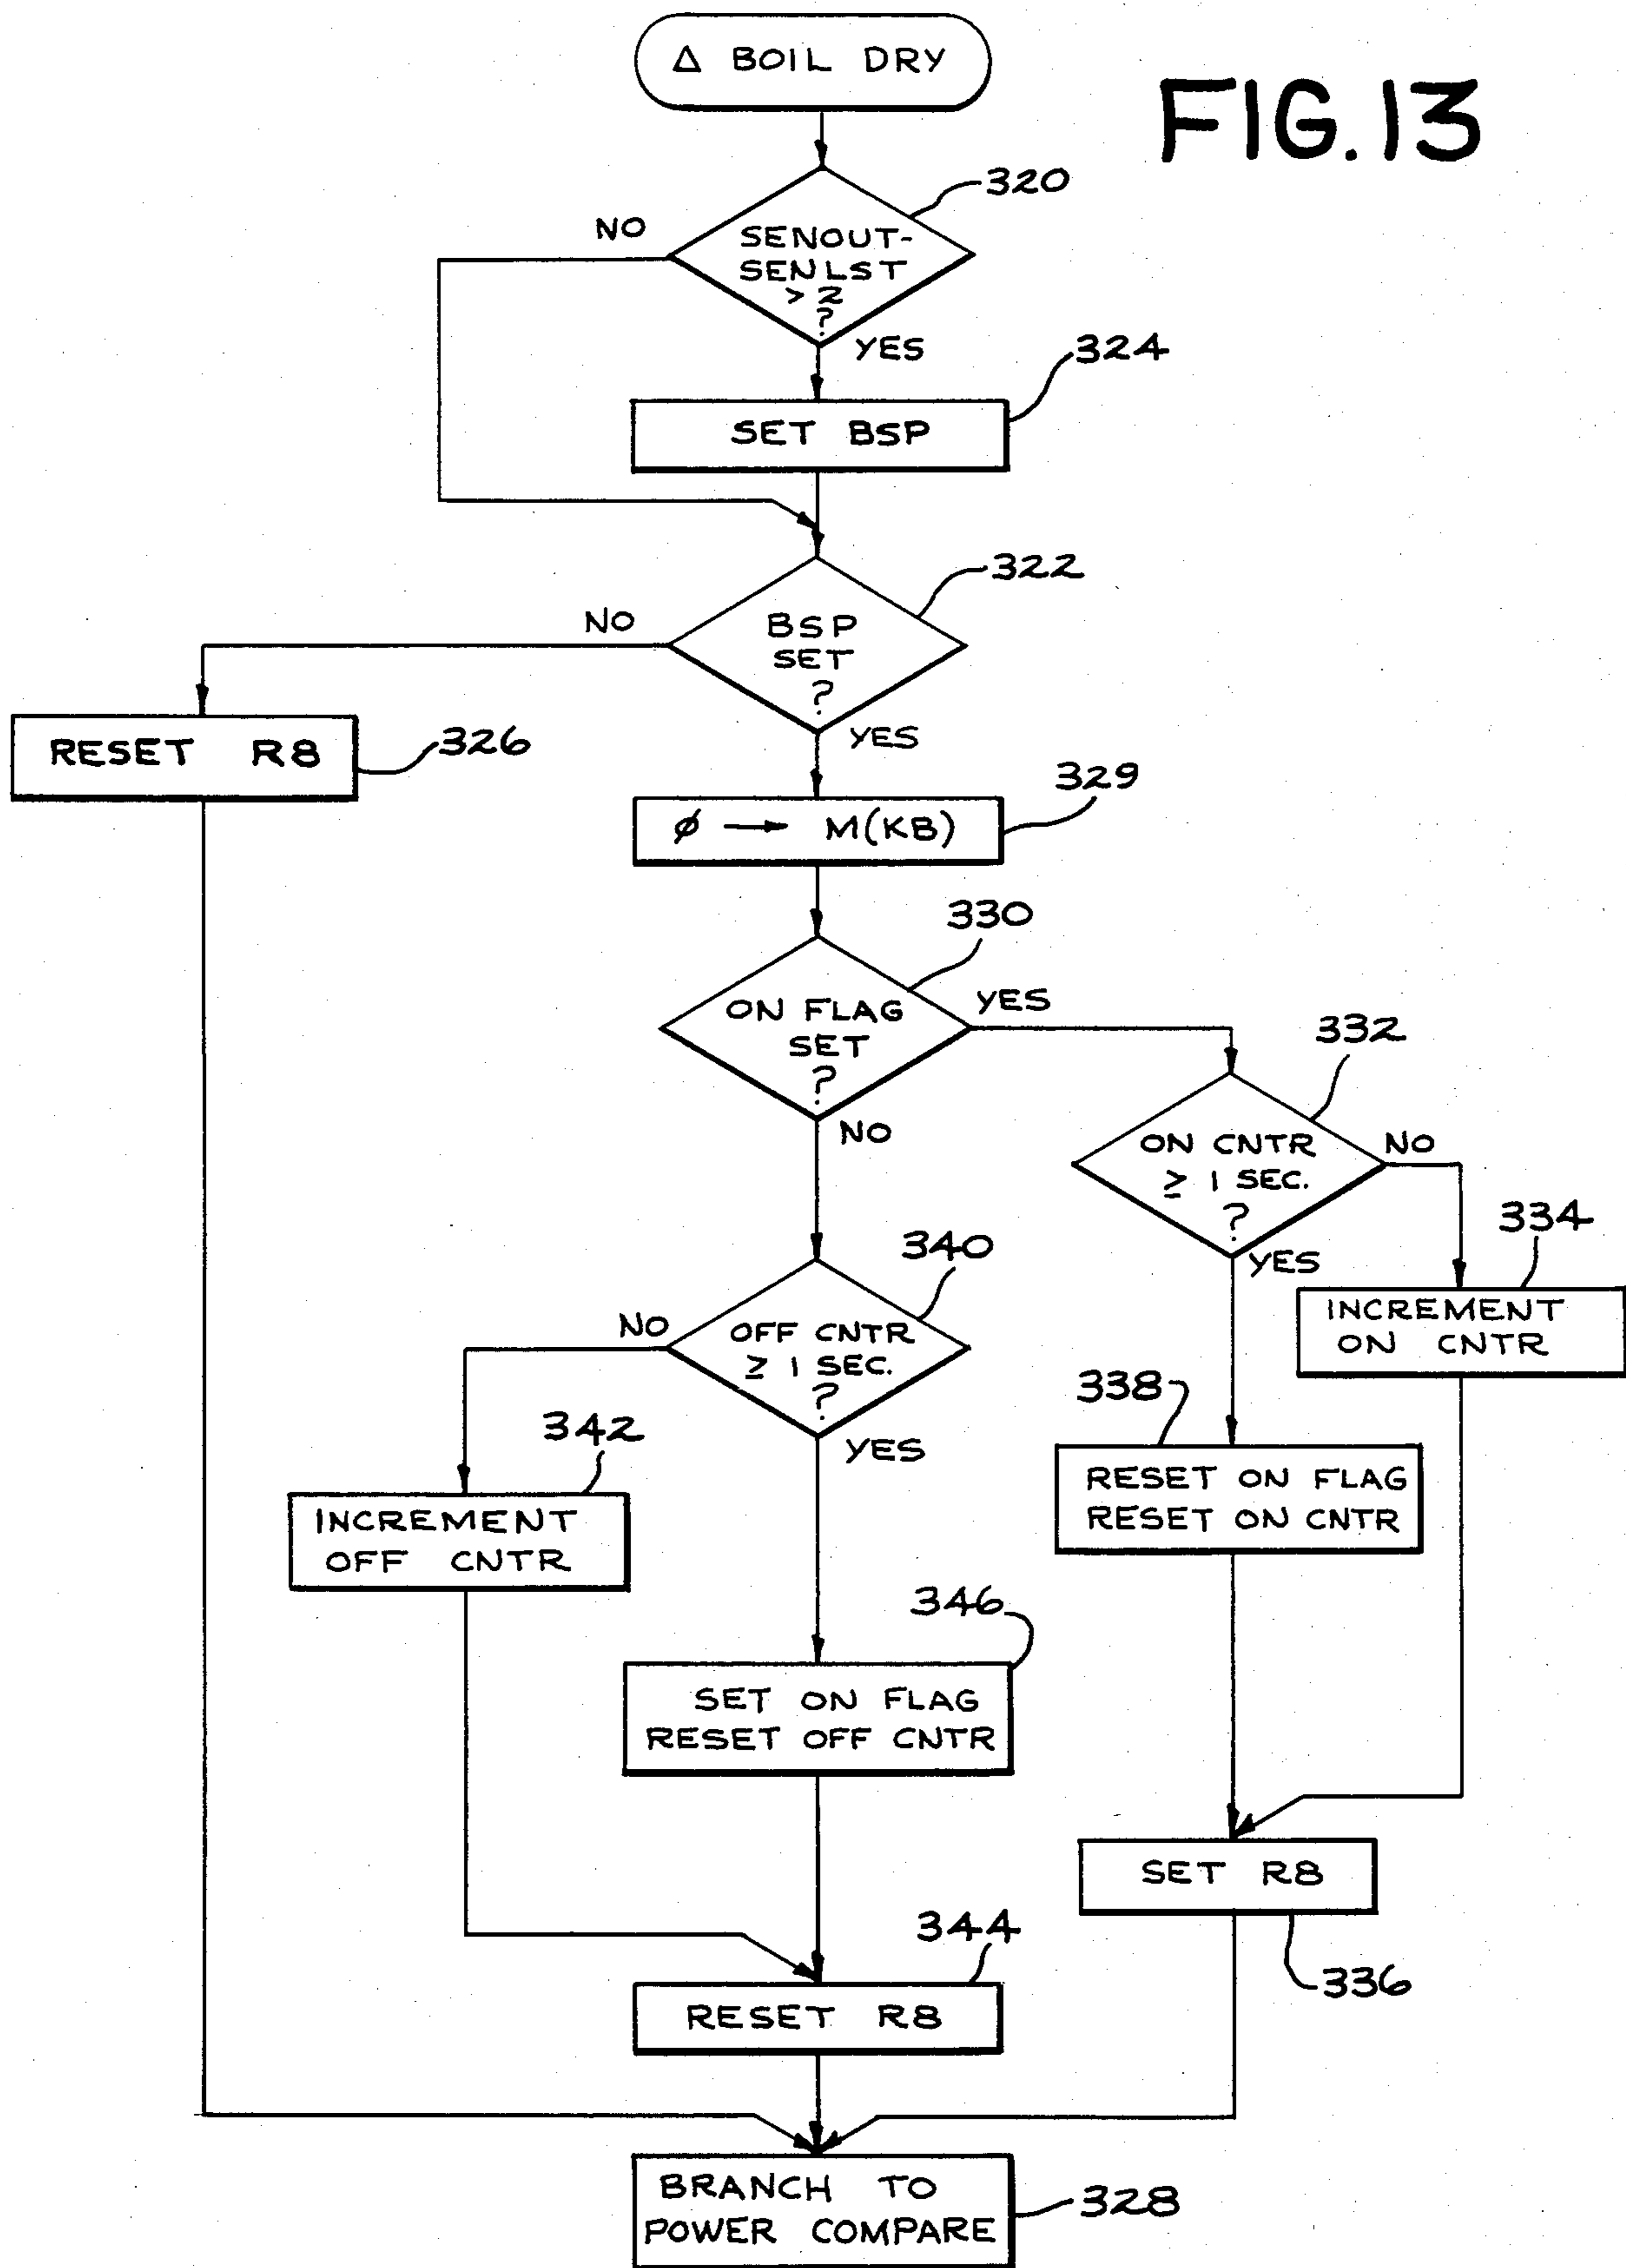 Δ BOIL DRY
FIG.13
320
NO
SENOUT-
SENLST
> 2
?
YES
324
SET BSP
322
NO
BSP
SET
?
YES
RESET R8
326
329
ϕ → M(KB)
330
ON FLAG
SET
?
YES
NO
332
ON CNTR
≥ 1 SEC.
?
NO
YES
334
INCREMENT
ON CNTR
340
NO
OFF CNTR
≥ 1 SEC.
?
YES
338
RESET ON FLAG
RESET ON CNTR
342
INCREMENT
OFF CNTR
346
SET ON FLAG
RESET OFF CNTR
SET R8
336
344
RESET R8
BRANCH TO
POWER COMPARE
328